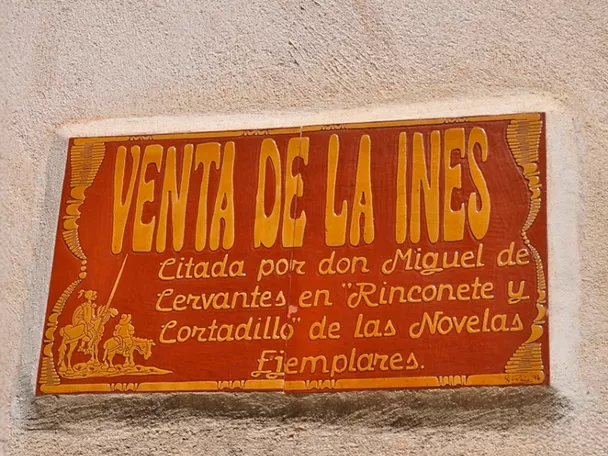 VENTA DE LA INES
Citada por don Miguel de
Cervantes en "Rinconete y
Cortadillo" de las Novelas
Ejemplares.